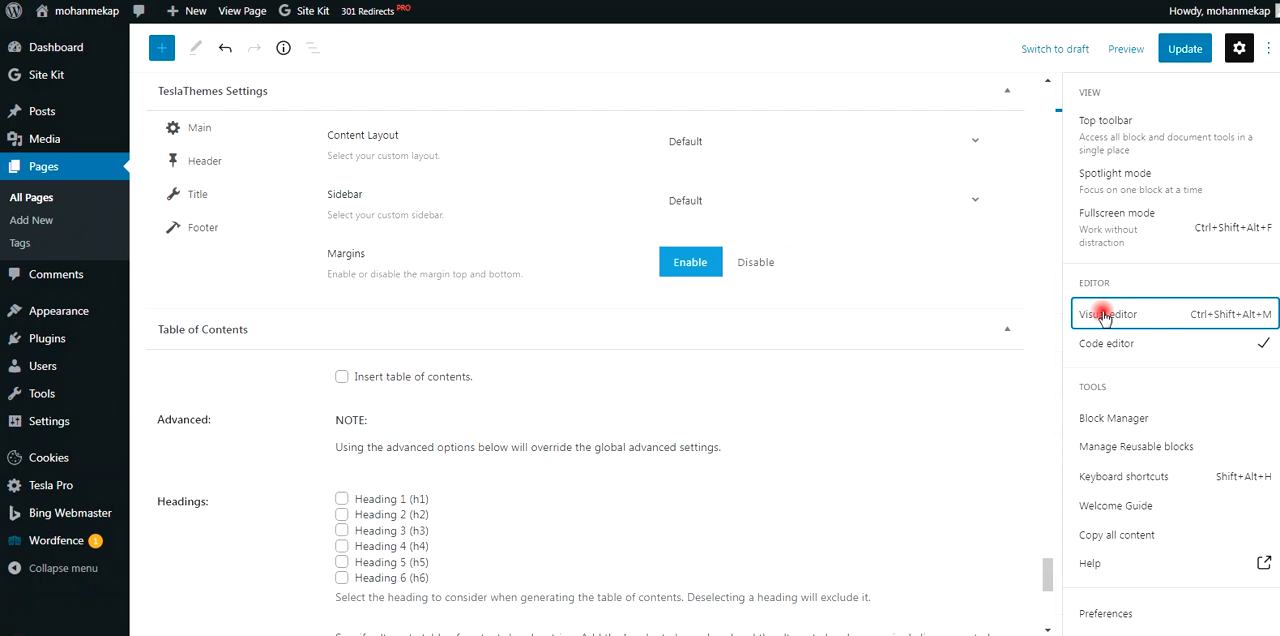 mohanmekap
New
View Page
Site Kit
301 Redirects PRO
Howdy, mohanmekap
Dashboard
Site Kit
Posts
Media
Pages
All Pages
Add New
Tags
Comments
Appearance
Plugins
Users
Tools
Settings
Cookies
Tesla Pro
Bing Webmaster
Wordfence 1
Collapse menu
Switch to draft
Preview
Update
TeslaThemes Settings
Main
Header
Title
Footer
Content Layout
Select your custom layout.
Default
Sidebar
Select your custom sidebar.
Default
Margins
Enable or disable the margin top and bottom.
Enable
Disable
Table of Contents
Insert table of contents.
Advanced:
NOTE:
Using the advanced options below will override the global advanced settings.
Headings:
Heading 1 (h1)
Heading 2 (h2)
Heading 3 (h3)
Heading 4 (h4)
Heading 5 (h5)
Heading 6 (h6)
Select the heading to consider when generating the table of contents. Deselecting a heading will exclude it.
VIEW
Top toolbar
Access all block and document tools in a
single place
Spotlight mode
Focus on one block at a time
Fullscreen mode
Work without
distraction
Ctrl+Shift+Alt+F
EDITOR
Visual editor
Ctrl+Shift+Alt+M
Code editor
TOOLS
Block Manager
Manage Reusable blocks
Keyboard shortcuts
Shift+Alt+H
Welcome Guide
Copy all content
Help
Preferences